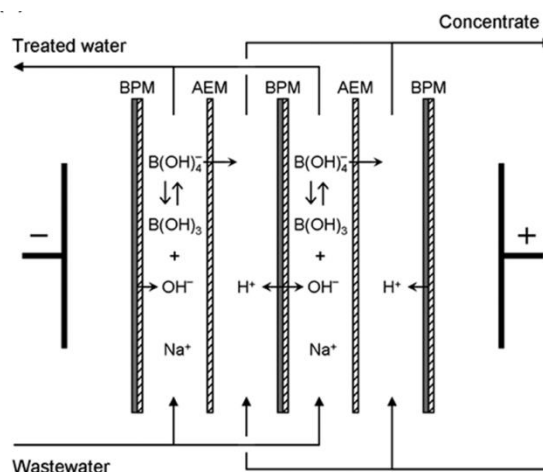 Concentrate
Treated water
BPM AEM BPM AEM BPM
B(OH)₄⁻ B(OH)₄⁻
↓↑ ↓↑
B(OH)₃ B(OH)₃
+ +
− +
OH⁻ H⁺ OH⁻ H⁺
Na⁺ Na⁺
Wastewater